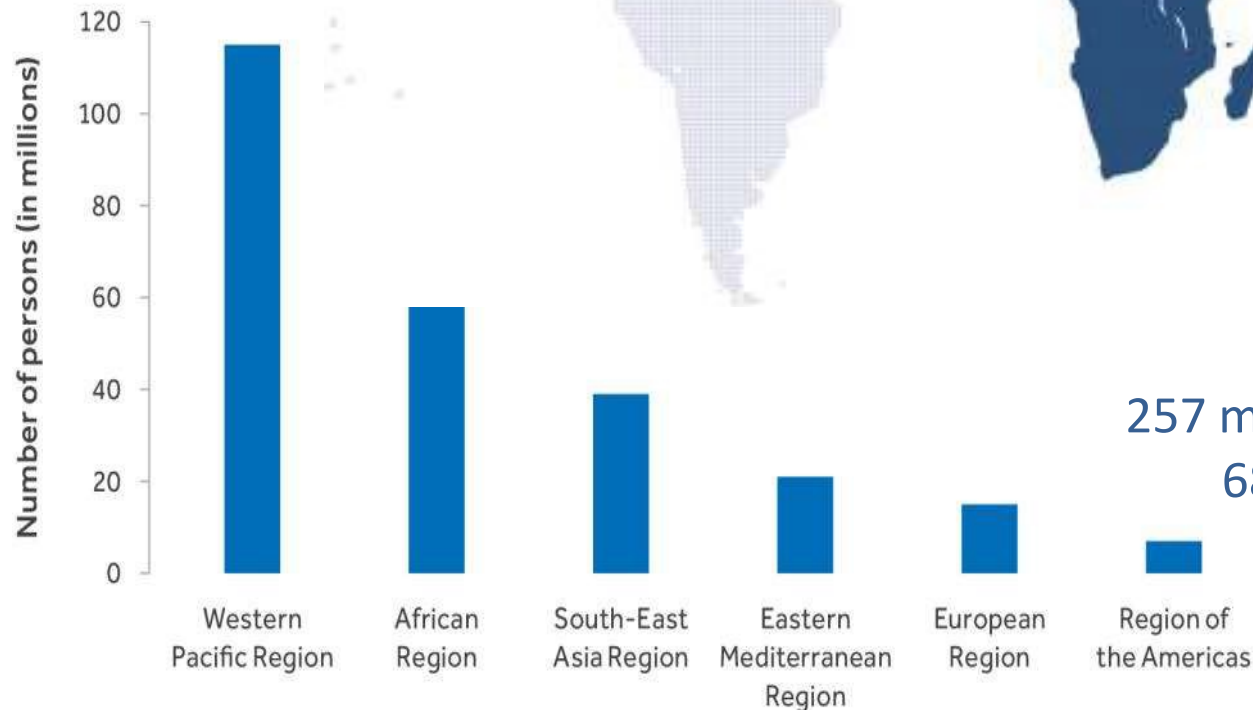 Number of persons (in millions)
120
100
80
60
40
20
0
257 m
68
Western
Pacific Region
African
Region
South-East
Asia Region
Eastern
Mediterranean
Region
European
Region
Region of
the Americas